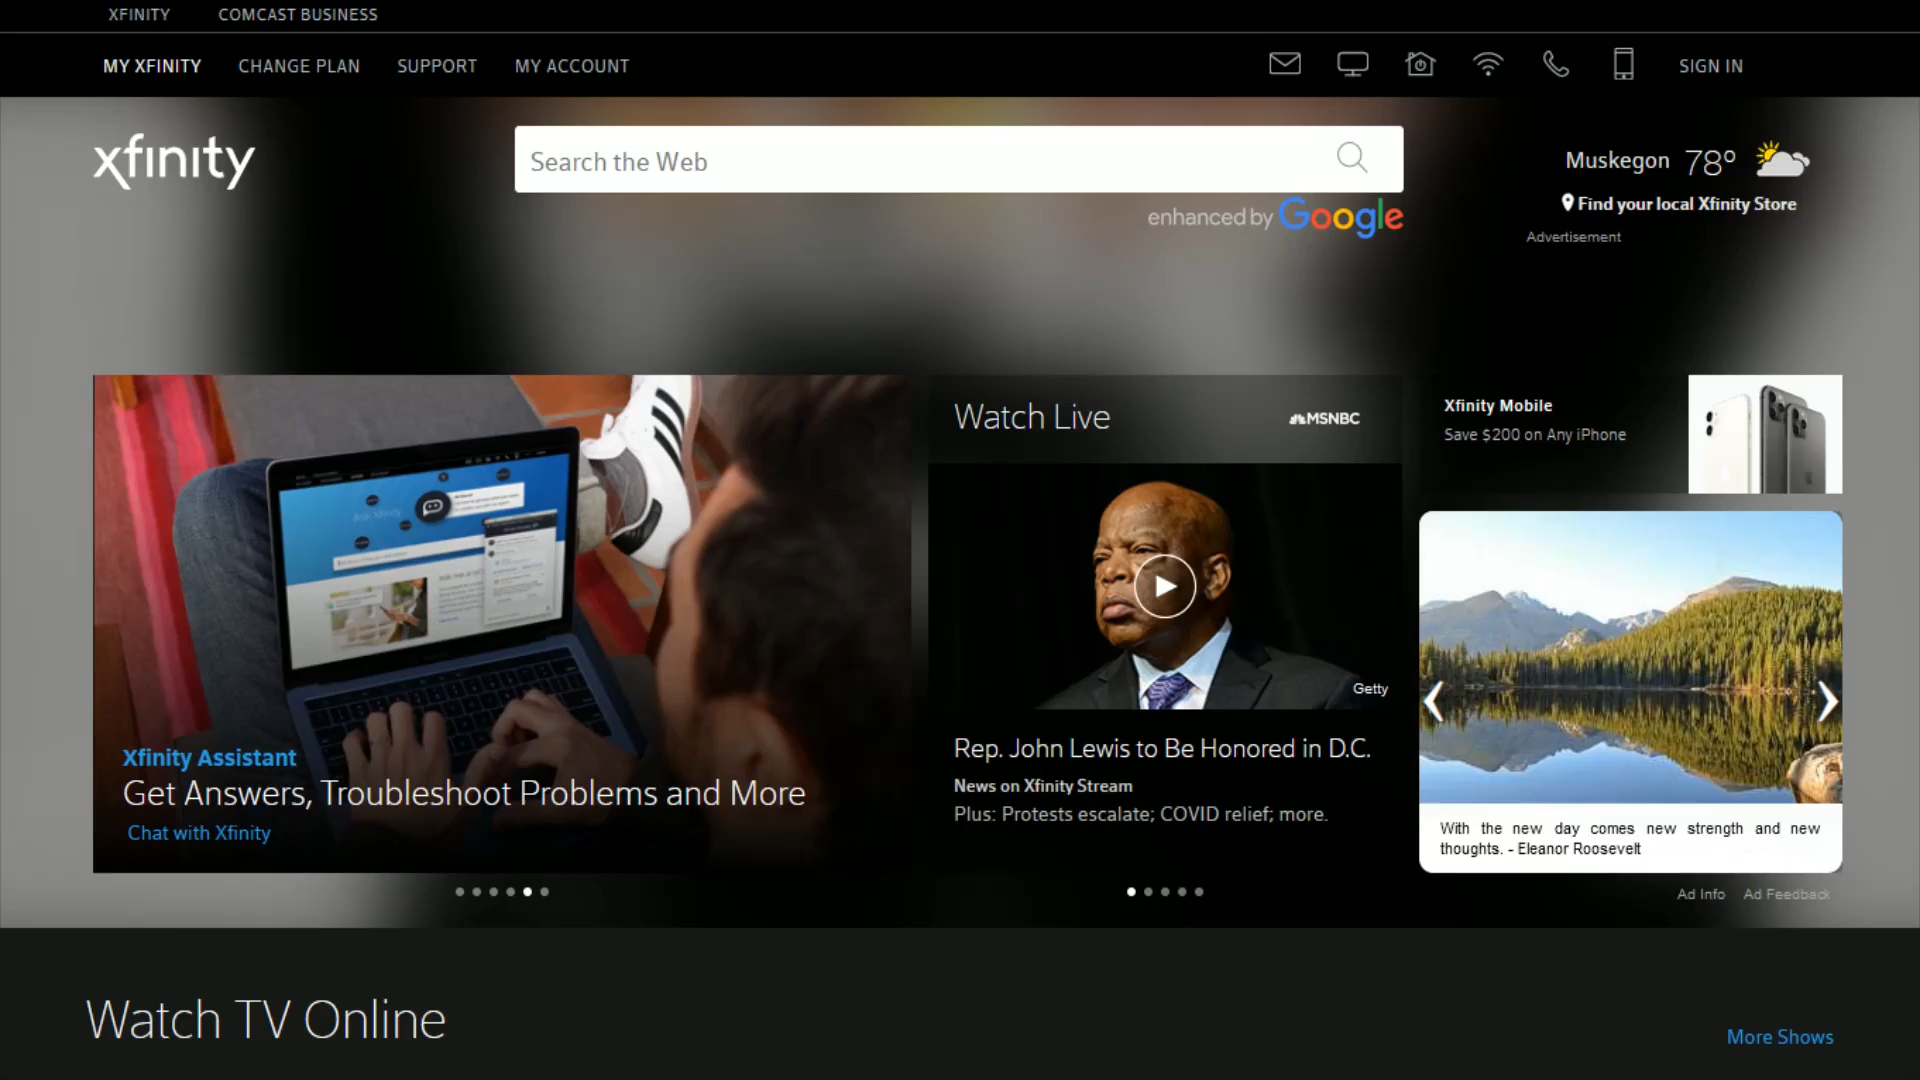 XFINITY
COMCAST BUSINESS
MY XFINITY
CHANGE PLAN
SUPPORT
MY ACCOUNT
SIGN IN
xfinity
Search the Web
enhanced by Google
Muskegon 78°
Find your local Xfinity Store
Advertisement
Xfinity Assistant
Get Answers, Troubleshoot Problems and More
Chat with Xfinity
Watch Live
MSNBC
Getty
Rep. John Lewis to Be Honored in D.C.
News on Xfinity Stream
Plus: Protests escalate; COVID relief; more.
Xfinity Mobile
Save $200 on Any iPhone
With the new day comes new strength and new
thoughts. - Eleanor Roosevelt
Ad Info
Ad Feedback
Watch TV Online
More Shows